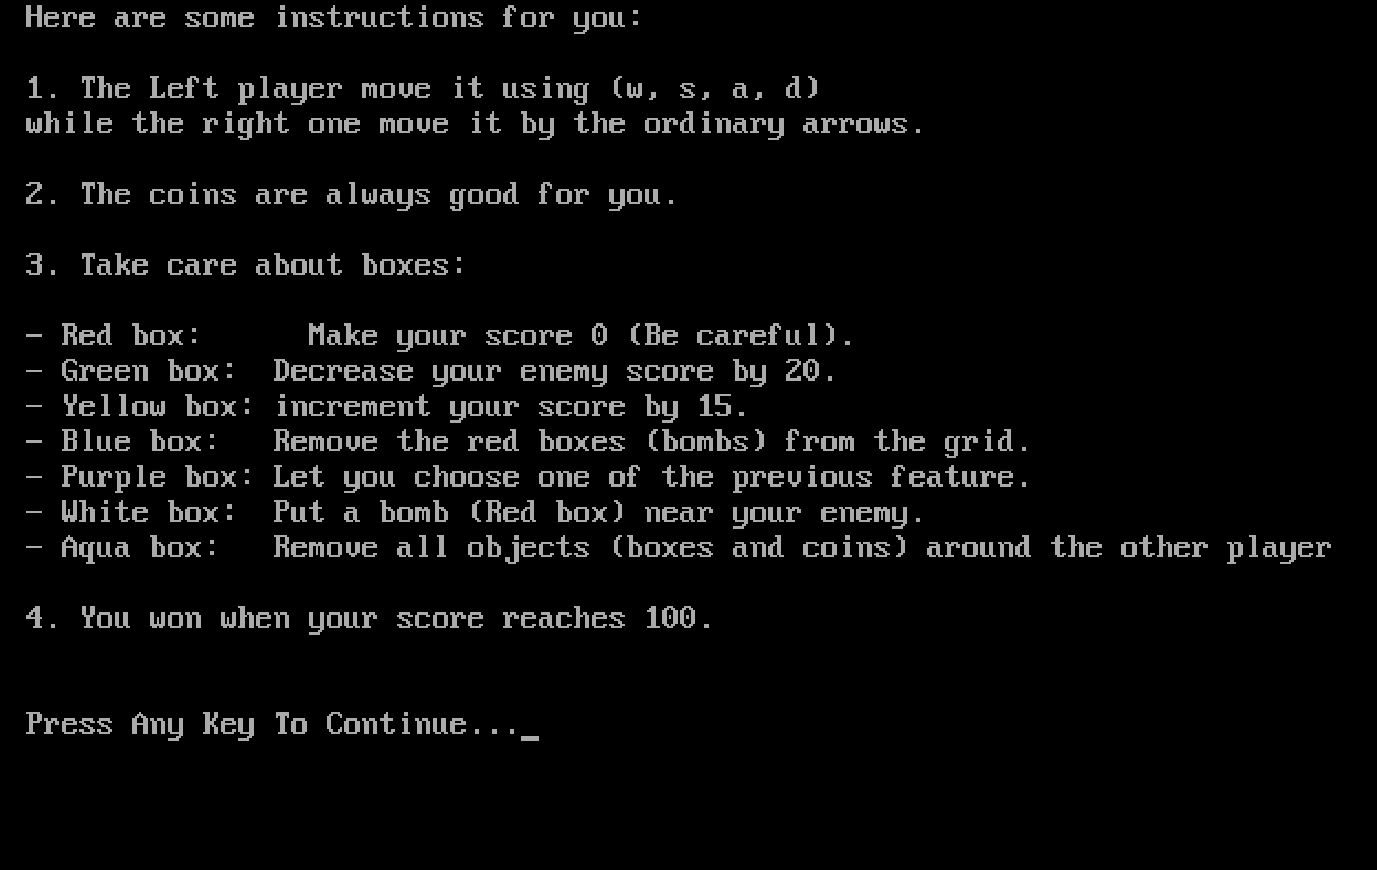 Here are some instructions for you:
1. The Left player move it using (w, s, a, d)
while the right one move it by the ordinary arrows.
2. The coins are always good for you.
3. Take care about boxes:
- Red box:      Make your score 0 (Be careful).
- Green box:  Decrease your enemy score by 20.
- Yellow box: increment your score by 15.
- Blue box:   Remove the red boxes (bombs) from the grid.
- Purple box: Let you choose one of the previous feature.
- White box:  Put a bomb (Red box) near your enemy.
- Aqua box:   Remove all objects (boxes and coins) around the other player
4. You won when your score reaches 100.
Press Any Key To Continue..._